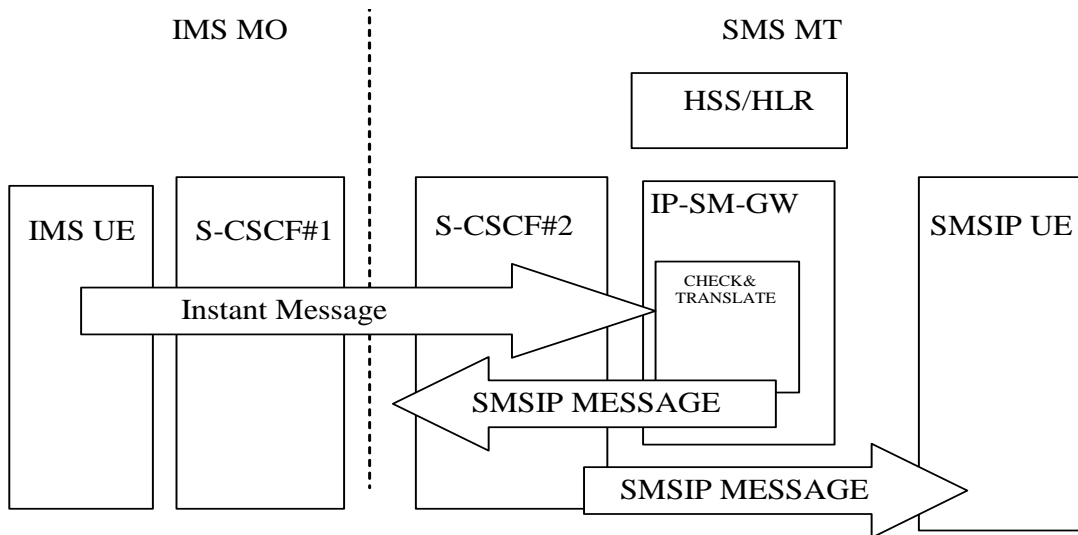 IMS MO
SMS MT
HSS/HLR
IMS UE
S-CSCF#1
S-CSCF#2
IP-SM-GW
SMSIP UE
CHECK&
TRANSLATE
Instant Message
SMSIP MESSAGE
SMSIP MESSAGE